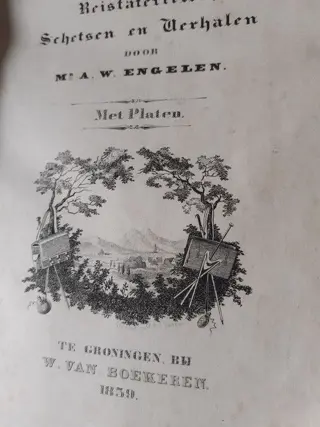 Reistafereelen,
Schetsen en Verhalen
DOOR
Mr A. W. ENGELEN.
Met Platen.
TE GRONINGEN, BIJ
W. VAN BOEKEREN.
1839.